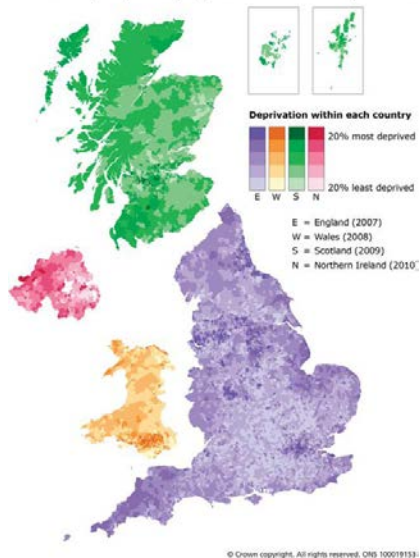 Deprivation within each country
20% most deprived
20% least deprived
E W S N
E = England (2007)
W = Wales (2008)
S = Scotland (2009)
N = Northern Ireland (2010)
© Crown copyright. All rights reserved. ONS 100019153